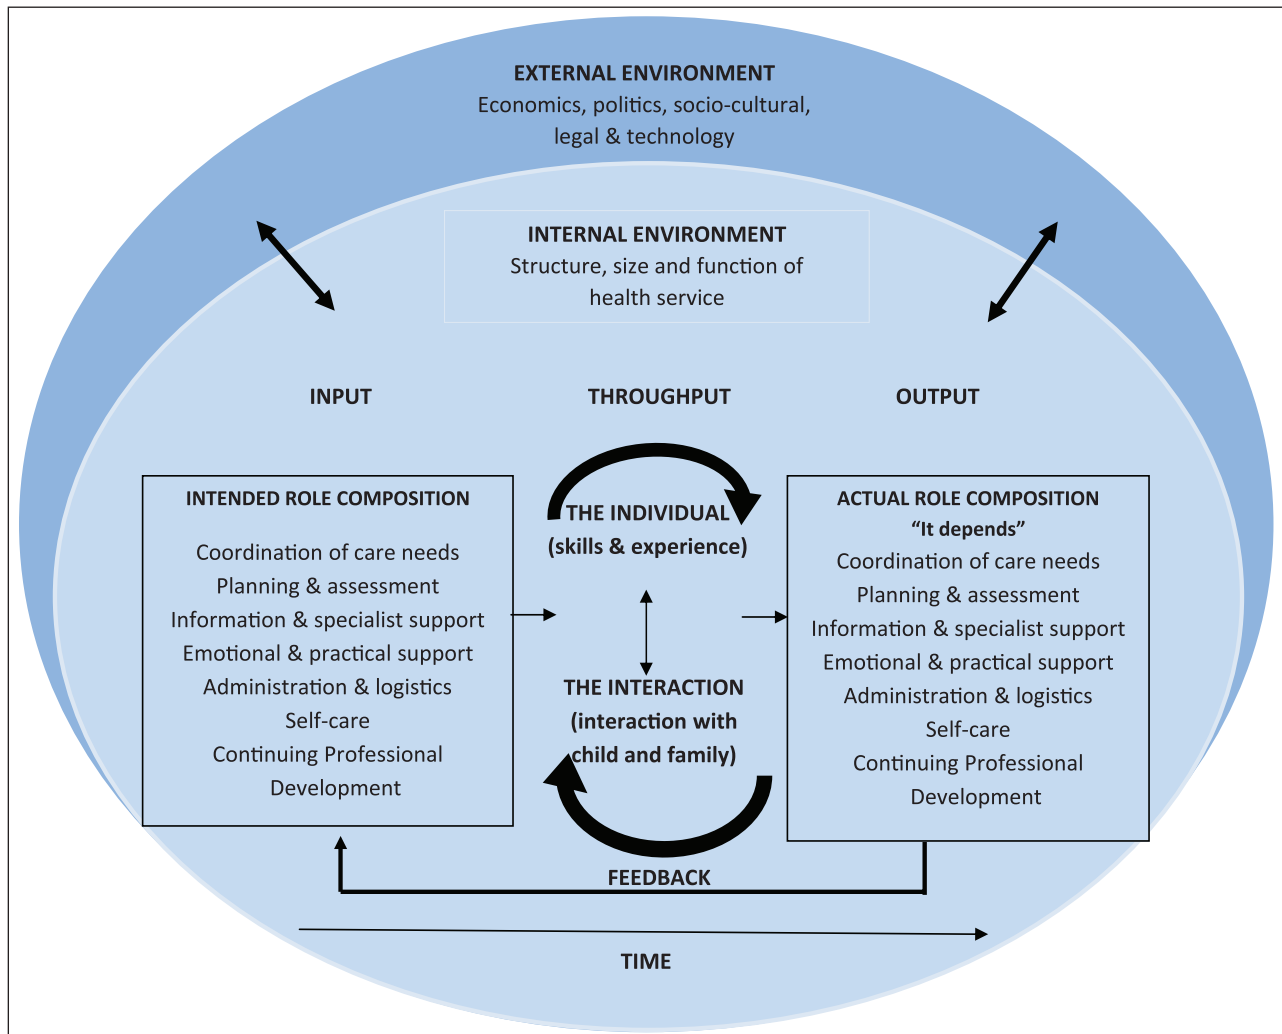 EXTERNAL ENVIRONMENT
Economics, politics, socio-cultural,
legal & technology
INTERNAL ENVIRONMENT
Structure, size and function of
health service
INPUT
THROUGHPUT
OUTPUT
INTENDED ROLE COMPOSITION
Coordination of care needs
Planning & assessment
Information & specialist support
Emotional & practical support
Administration & logistics
Self-care
Continuing Professional
Development
THE INDIVIDUAL
(skills & experience)
THE INTERACTION
(interaction with
child and family)
ACTUAL ROLE COMPOSITION
“It depends”
Coordination of care needs
Planning & assessment
Information & specialist support
Emotional & practical support
Administration & logistics
Self-care
Continuing Professional
Development
FEEDBACK
TIME